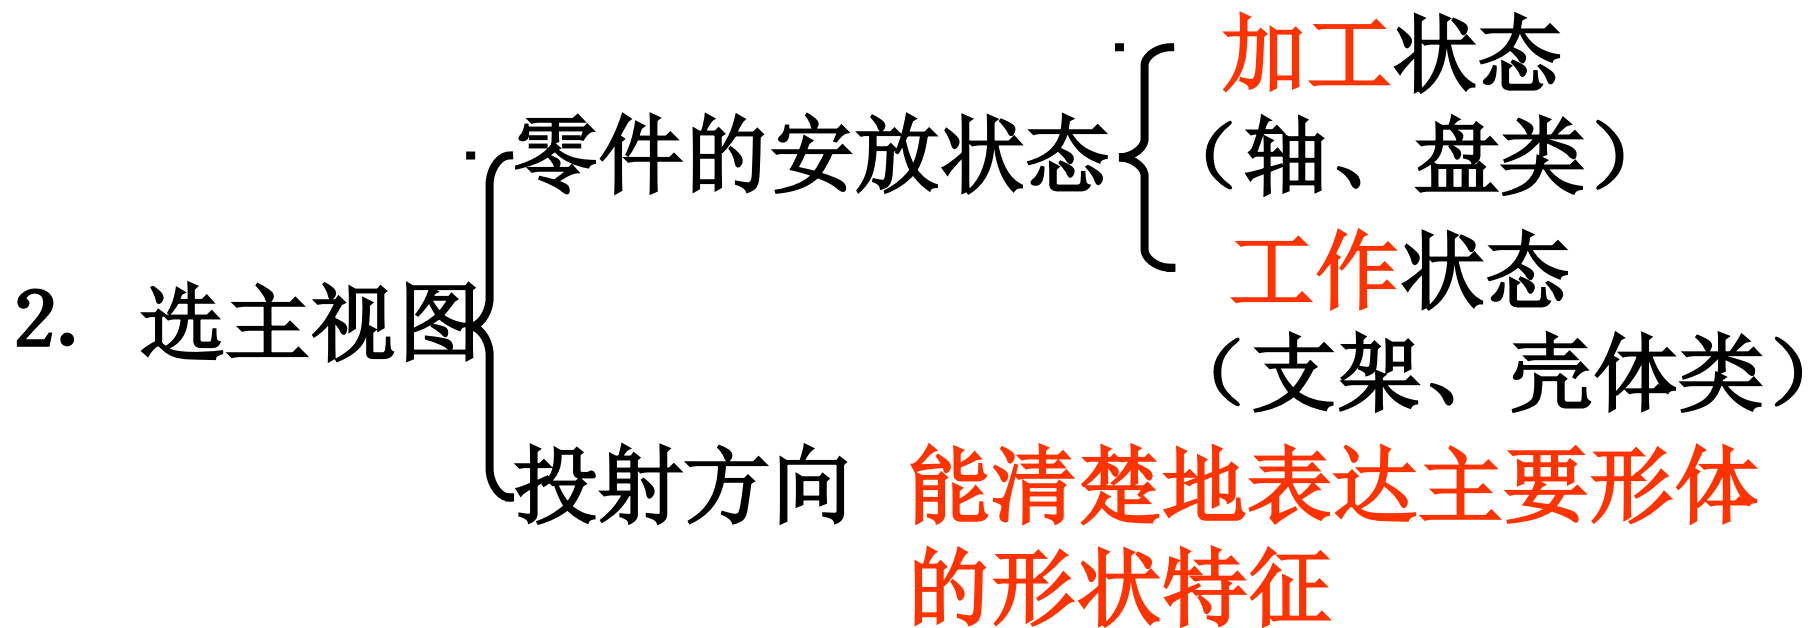 加工状态
零件的安放状态
（轴、盘类）
工作状态
2. 选主视图
（支架、壳体类）
投射方向 能清楚地表达主要形体
的形状特征